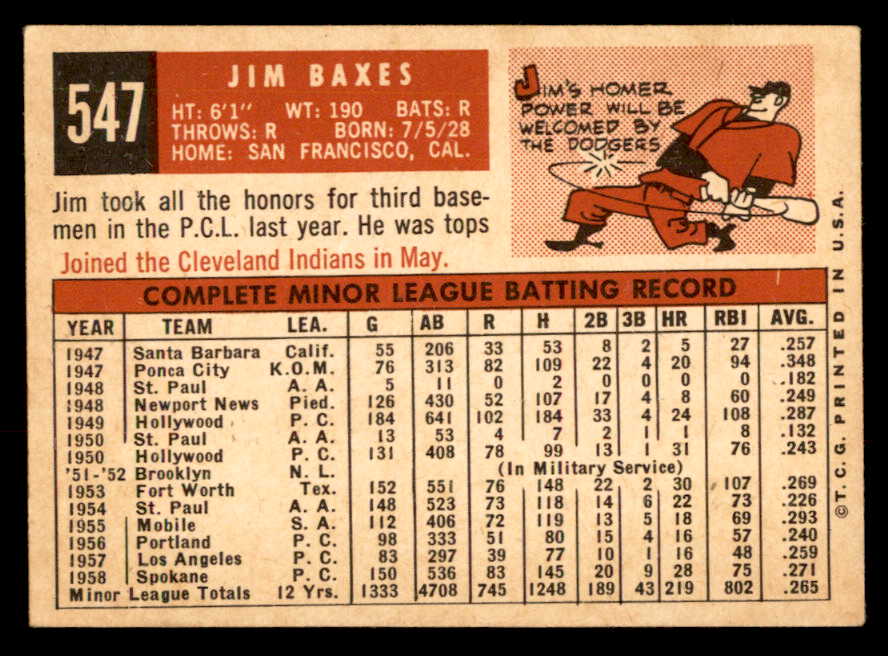 547
JIM BAXES
HT: 6'1" WT: 190 BATS: R
THROWS: R BORN: 7/5/28
HOME: SAN FRANCISCO, CAL.
JIM'S HOMER
POWER WILL BE
WELCOMED BY
THE DODGERS
Jim took all the honors for third base-
men in the P.C.L. last year. He was tops
Joined the Cleveland Indians in May.
COMPLETE MINOR LEAGUE BATTING RECORD
YEAR TEAM LEA. G AB R H 2B 3B HR RBI AVG.
1947 Santa Barbara Calif. 55 206 33 53 8 2 5 27 .257
1947 Ponca City K.O.M. 76 313 82 109 22 4 20 94 .348
1948 St. Paul A. A. 5 11 0 2 0 0 0 0 .182
1948 Newport News Pied. 126 430 52 107 17 4 8 60 .249
1949 Hollywood P. C. 184 641 102 184 33 4 24 108 .287
1950 St. Paul A. A. 13 53 4 7 2 1 1 8 .132
1950 Hollywood P. C. 131 408 78 99 13 1 31 76 .243
'51-'52 Brooklyn N. L. (In Military Service)
1953 Fort Worth Tex. 152 551 76 148 22 2 30 107 .269
1954 St. Paul A. A. 148 523 73 118 14 6 22 73 .226
1955 Mobile S. A. 112 406 72 119 13 5 18 69 .293
1956 Portland P. C. 98 333 51 80 15 4 16 57 .240
1957 Los Angeles P. C. 83 297 39 77 10 1 16 48 .259
1958 Spokane P. C. 150 536 83 145 20 9 28 75 .271
Minor League Totals 12 Yrs. 1333 4708 745 1248 189 43 219 802 .265
©T.C.G. PRINTED IN U.S.A.